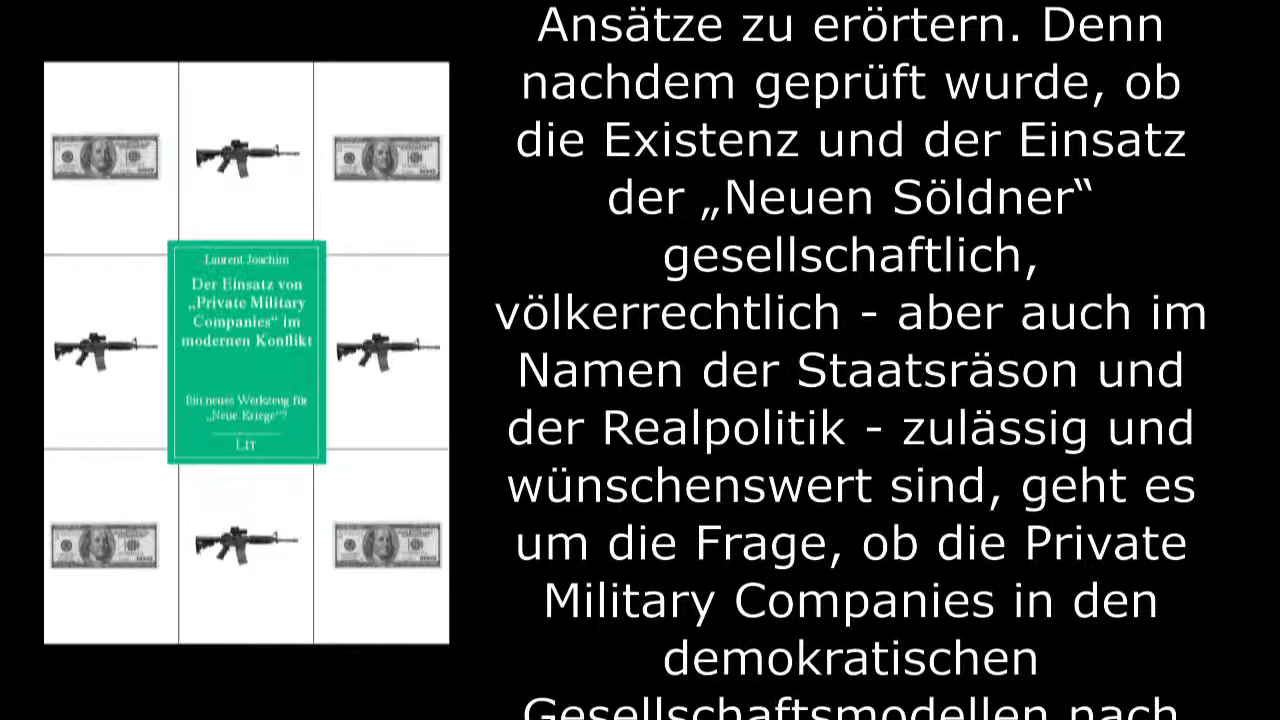 Laurent Joachim
Der Einsatz von
„Private Military
Companies“ im
modernen Konflikt
Ein neues Werkzeug für
„Neue Kriege“?
LIT
Ansätze zu erörtern. Denn
nachdem geprüft wurde, ob
die Existenz und der Einsatz
der „Neuen Söldner“
gesellschaftlich,
völkerrechtlich - aber auch im
Namen der Staatsräson und
der Realpolitik - zulässig und
wünschenswert sind, geht es
um die Frage, ob die Private
Military Companies in den
demokratischen
Gesellschaftsmodellen nach